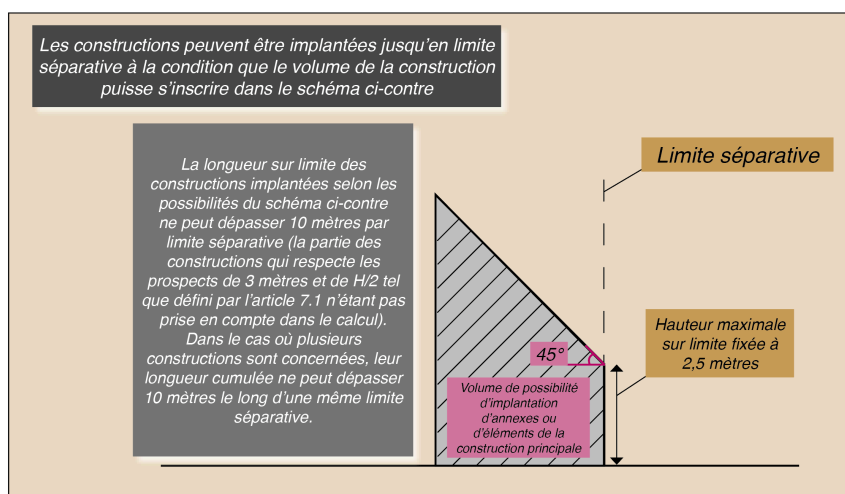 Les constructions peuvent être implantées jusqu'en limite
séparative à la condition que le volume de la construction
puisse s'inscrire dans le schéma ci-contre
La longueur sur limite des
constructions implantées selon les
possibilités du schéma ci-contre
ne peut dépasser 10 mètres par
limite séparative (la partie des
constructions qui respecte les
prospects de 3 mètres et de H/2 tel
que défini par l'article 7.1 n'étant pas
prise en compte dans le calcul).
Dans le cas où plusieurs
constructions sont concernées, leur
longueur cumulée ne peut dépasser
10 mètres le long d'une même limite
séparative.
Limite séparative
Hauteur maximale
sur limite fixée à
2,5 mètres
45°
Volume de possibilité
d'implantation
d'annexes ou
d'éléments de la
construction principale